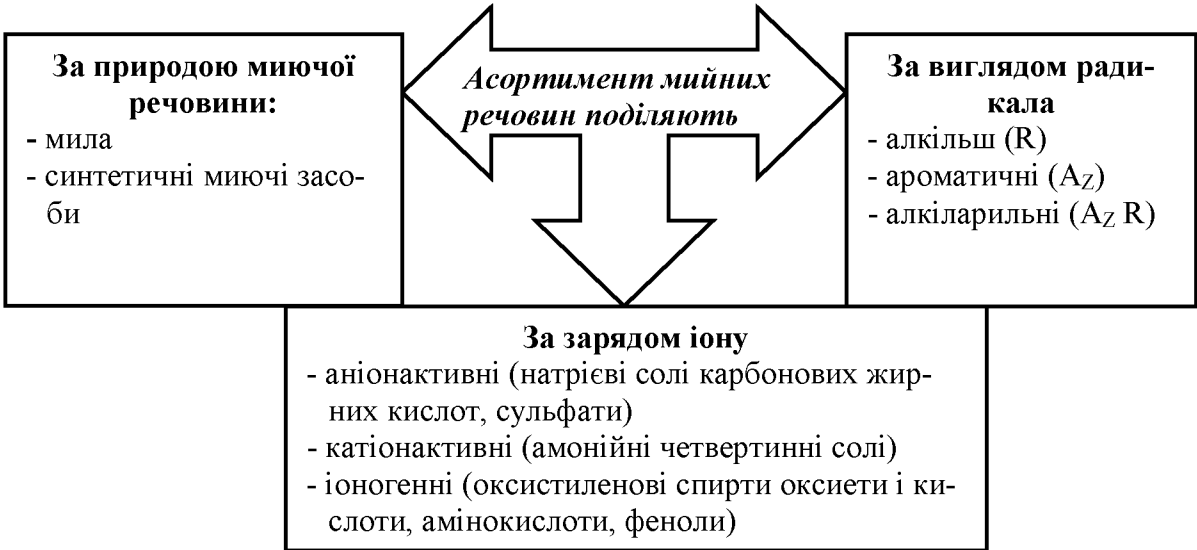 За природою миючої
речовини:
- мила
- синтетичні миючі засо-
би
Асортимент мийних
речовин поділяють
За виглядом ради-
кала
- алкільш (R)
- ароматичні (AZ)
- алкіларильні (AZ R)
За зарядом іону
- аніонактивні (натрієві солі карбонових жир-
них кислот, сульфати)
- катіонактивні (амонійні четвертинні солі)
- іоногенні (оксистиленові спирти оксиети і ки-
слоти, амінокислоти, феноли)